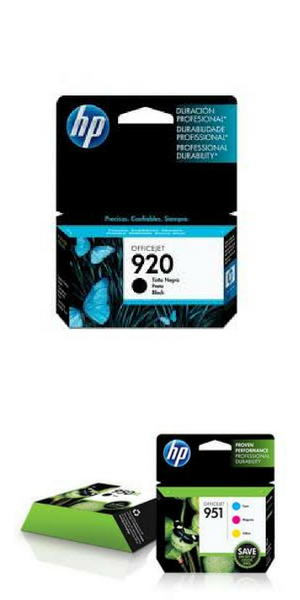 hp
DURACIÓN
PROFESIONAL*
DURABILIDADE
PROFISSIONAL*
PROFESSIONAL
DURABILITY*
Precisas. Confiables. Siempre.
OFFICEJET
920
Tinta Negra
Preto
Black
hp
PROVEN
PERFORMANCE
PROFESSIONAL
DURABILITY
OFFICEJET
951
Cyan
Magenta
Yellow
SAVE